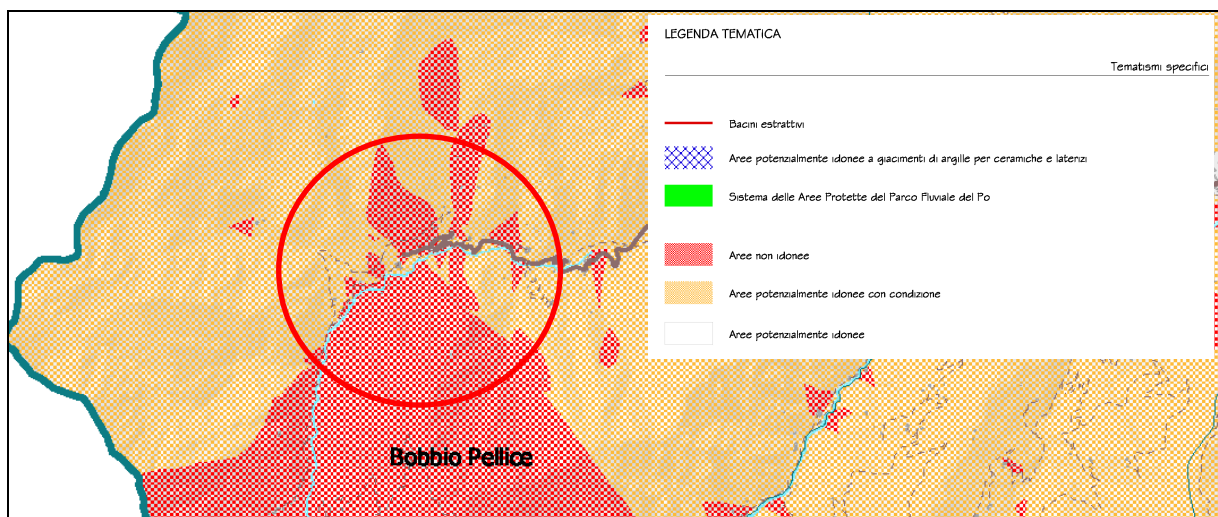 LEGENDA TEMATICA
Tematismi specifici
Bacini estrattivi
Aree potenzialmente idonee a giacimenti di argille per ceramiche e laterizi
Sistema delle Aree Protette del Parco Fluviale del Po
Aree non idonee
Aree potenzialmente idonee con condizione
Aree potenzialmente idonee
Bobbio Pellice